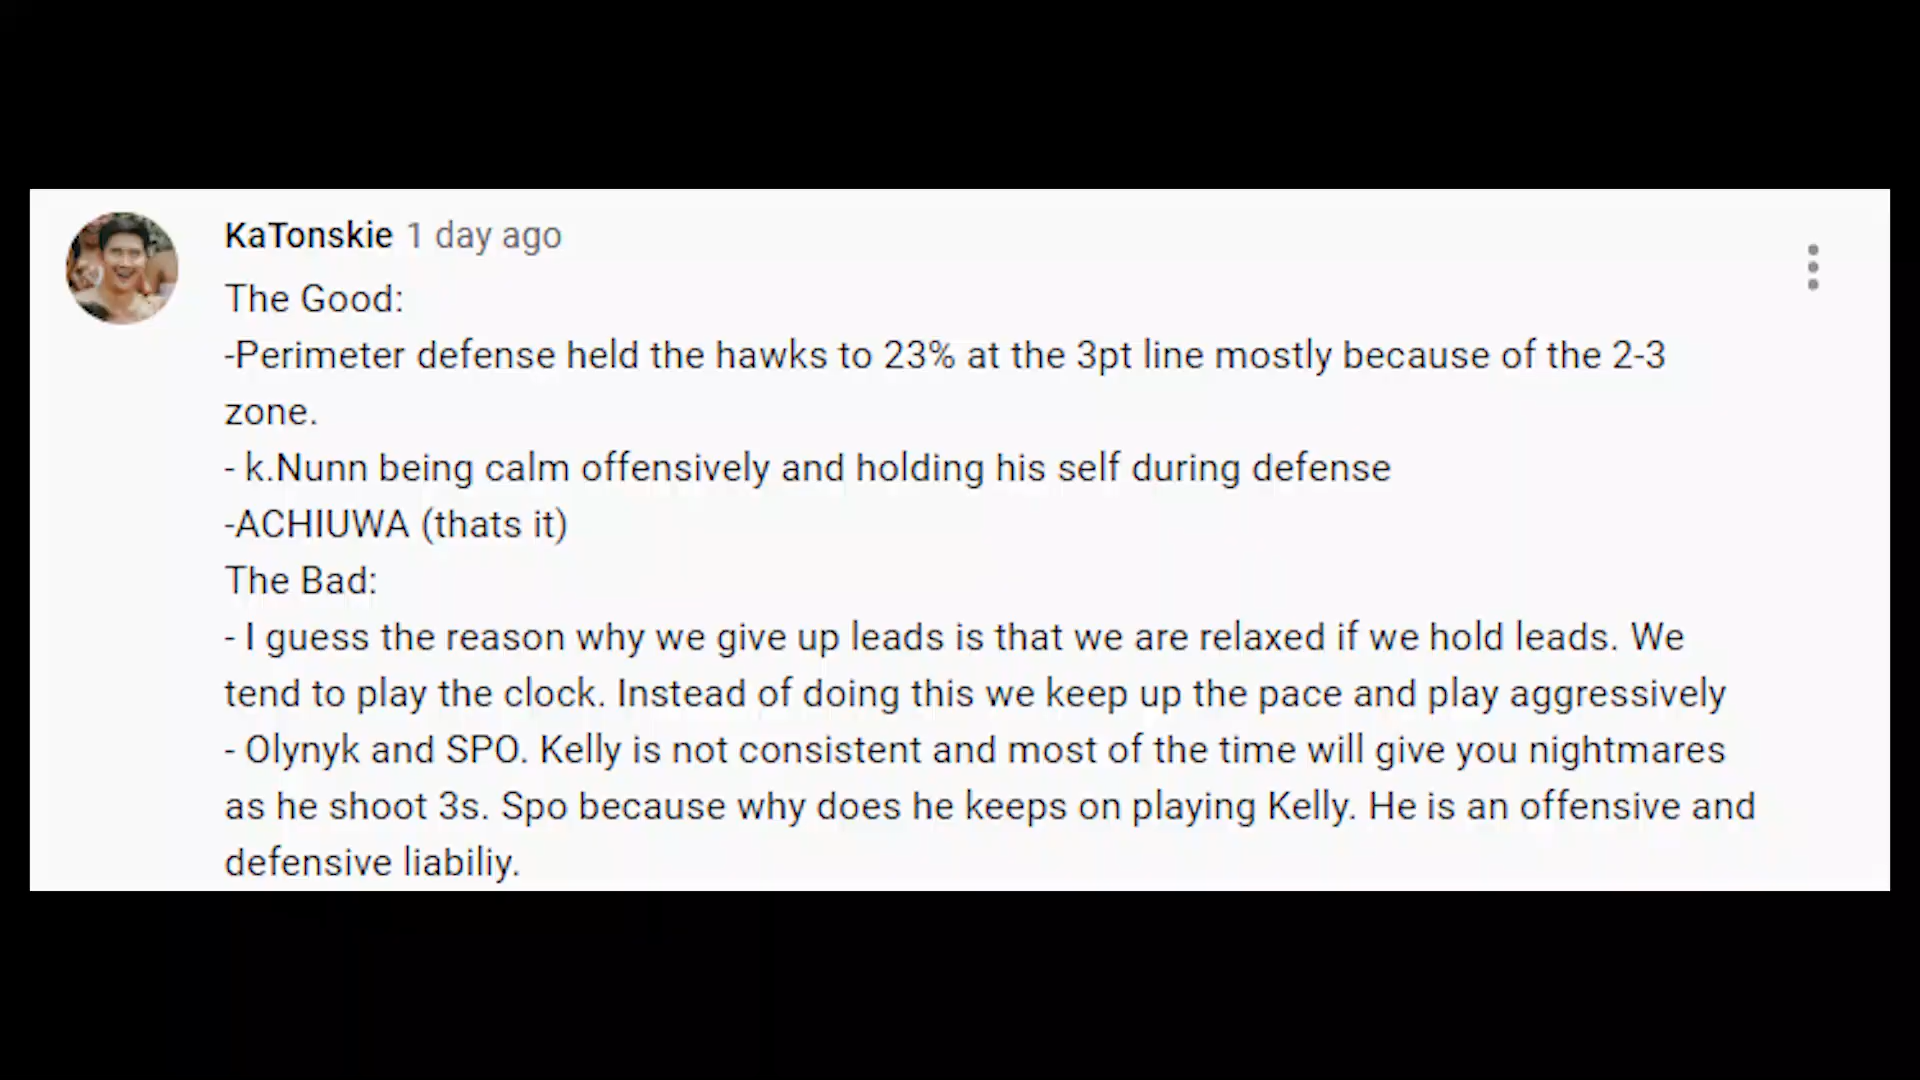 KaTonskie 1 day ago
The Good:
-Perimeter defense held the hawks to 23% at the 3pt line mostly because of the 2-3
zone.
- k.Nunn being calm offensively and holding his self during defense
-ACHIUWA (thats it)
The Bad:
- I guess the reason why we give up leads is that we are relaxed if we hold leads. We
tend to play the clock. Instead of doing this we keep up the pace and play aggressively
- Olynyk and SPO. Kelly is not consistent and most of the time will give you nightmares
as he shoot 3s. Spo because why does he keeps on playing Kelly. He is an offensive and
defensive liabiliy.